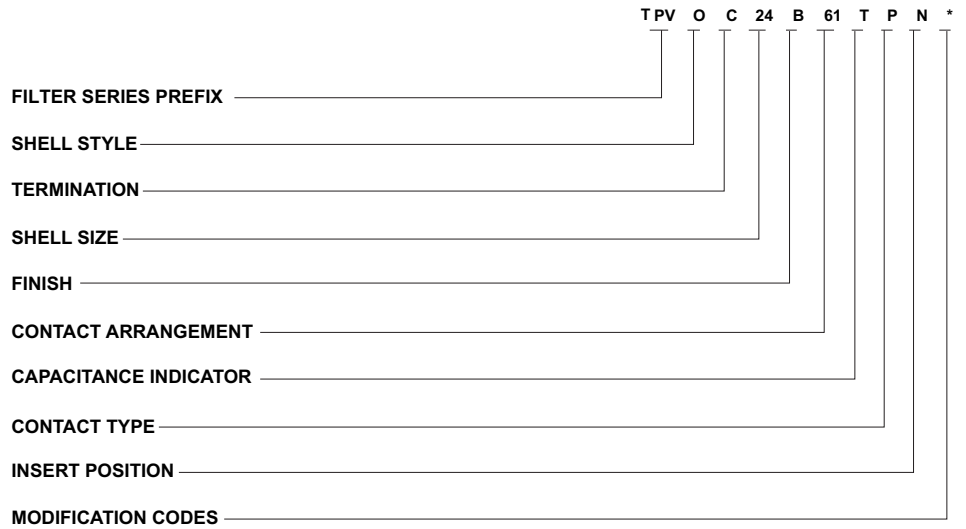 T PV O C 24 B 61 T P N *
FILTER SERIES PREFIX
SHELL STYLE
TERMINATION
SHELL SIZE
FINISH
CONTACT ARRANGEMENT
CAPACITANCE INDICATOR
CONTACT TYPE
INSERT POSITION
MODIFICATION CODES